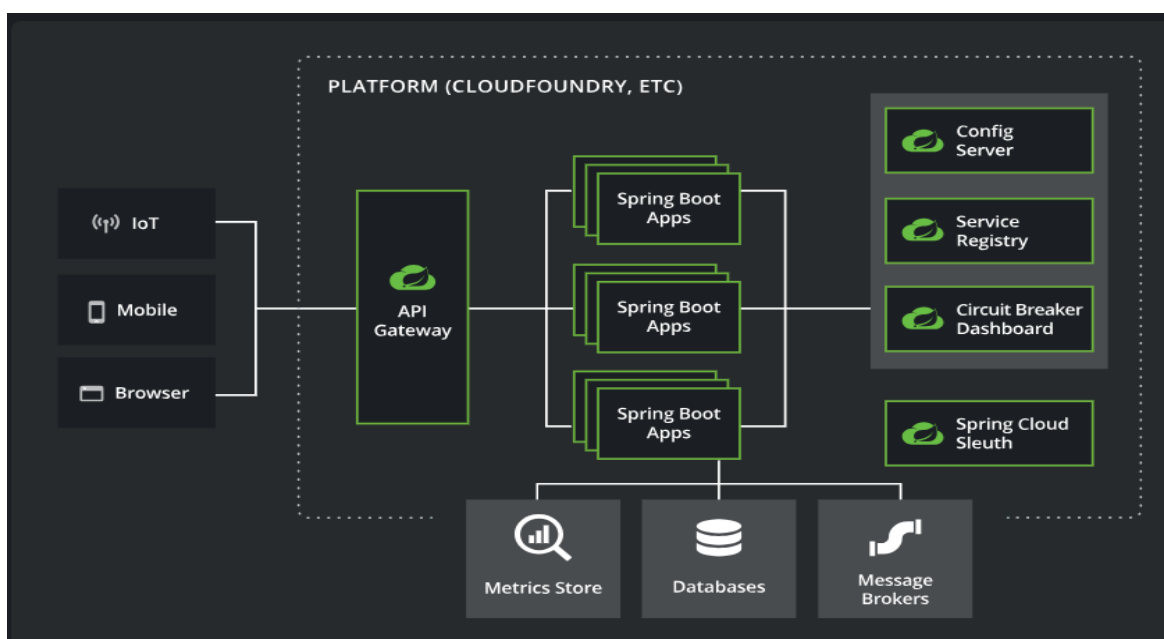 PLATFORM (CLOUDFOUNDRY, ETC)
IoT
Mobile
Browser
API
Gateway
Spring Boot
Apps
Spring Boot
Apps
Spring Boot
Apps
Config
Server
Service
Registry
Circuit Breaker
Dashboard
Spring Cloud
Sleuth
Metrics Store
Databases
Message
Brokers